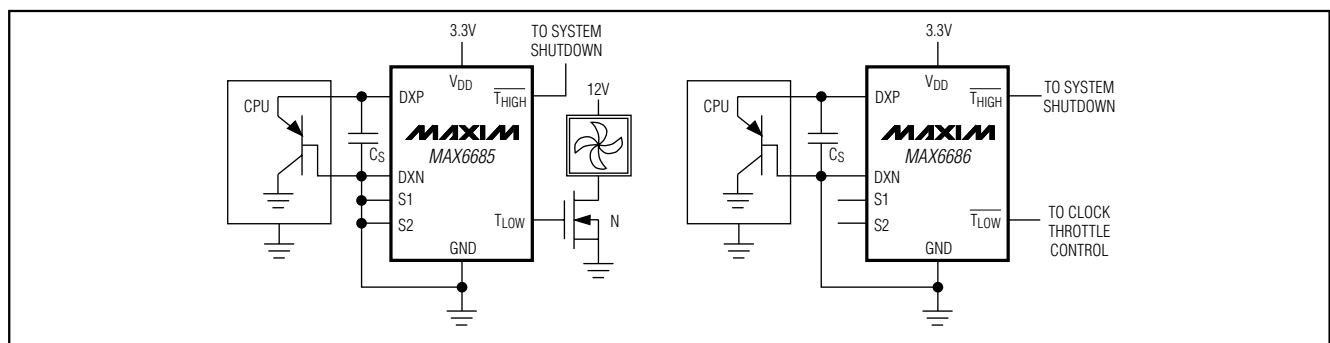 3.3V
TO SYSTEM
SHUTDOWN
VDD
DXP
THIGH
12V
CPU
CS
MAXIM
MAX6685
DXN
S1
S2
TLOW
N
GND
3.3V
VDD
DXP
THIGH
TO SYSTEM
SHUTDOWN
CPU
CS
MAXIM
MAX6686
DXN
S1
S2
TLOW
TO CLOCK
THROTTLE
CONTROL
GND